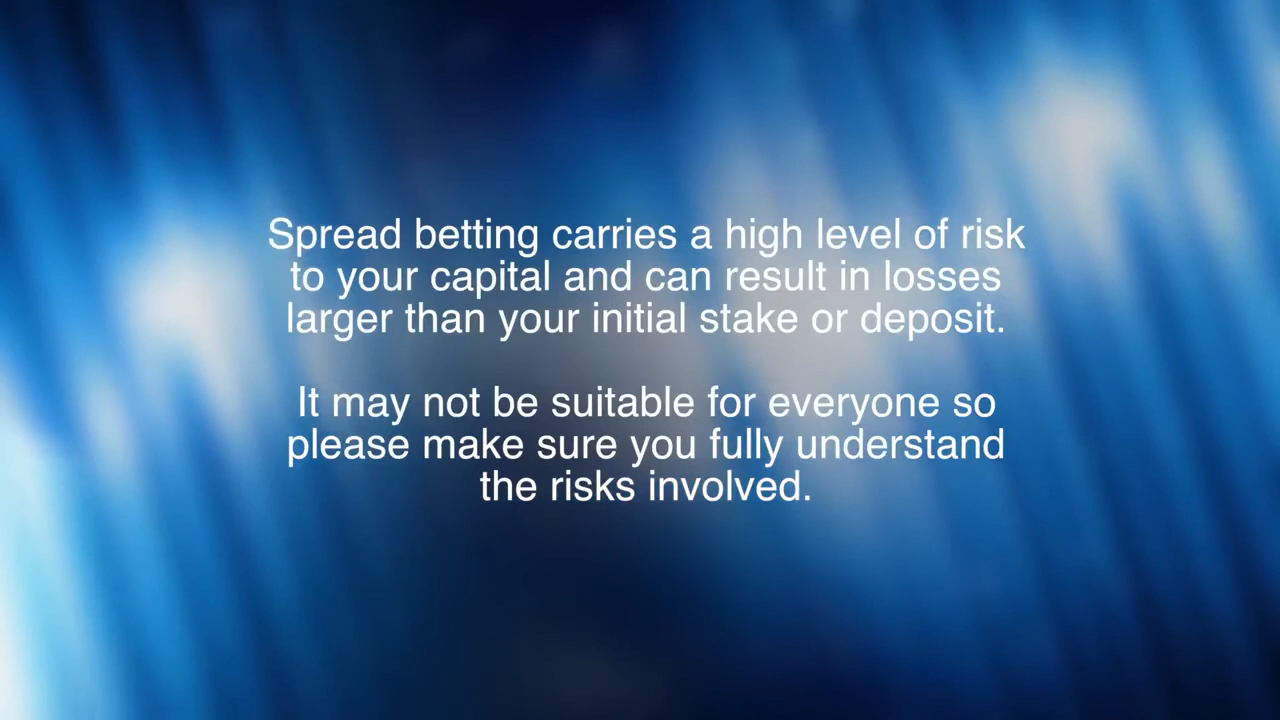 Spread betting carries a high level of risk
to your capital and can result in losses
larger than your initial stake or deposit.
It may not be suitable for everyone so
please make sure you fully understand
the risks involved.